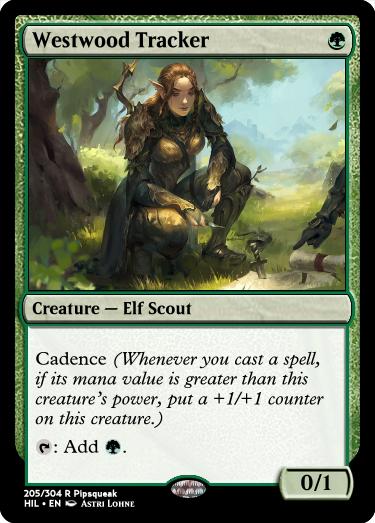 Westwood Tracker
Creature — Elf Scout
Cadence (Whenever you cast a spell,
if its mana value is greater than this
creature's power, put a +1/+1 counter
on this creature.)
: Add .
0/1
205/304 R Pipsqueak
HIL • EN Astri Lohne